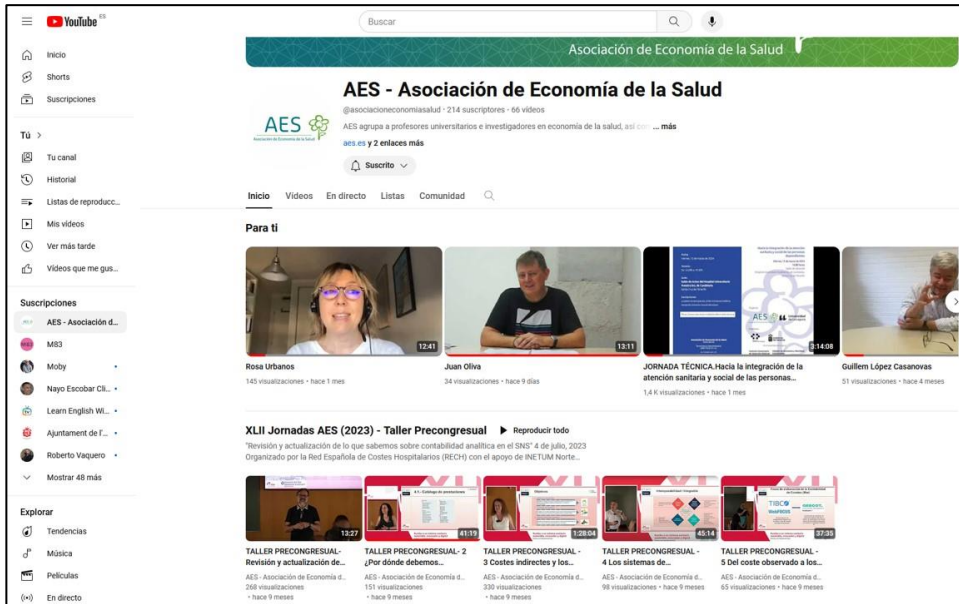 YouTube ES
Buscar
Inicio
Shorts
Suscripciones
Tú >
Tu canal
Historial
Listas de reproducc...
Mis vídeos
Ver más tarde
Vídeos que me gus...
Suscripciones
AES - Asociación d...
M83
Moby
Nayo Escobar Cli...
Learn English Wi...
Ajuntament de l'...
Roberto Vaquero
Mostrar 48 más
Explorar
Tendencias
Música
Películas
En directo
Asociación de Economía de la Salud
AES
Asociación de Economía de la Salud
AES - Asociación de Economía de la Salud
@asociacioneconomiasalud · 214 suscriptores · 66 vídeos
AES agrupa a profesores universitarios e investigadores en economía de la salud, así con ... más
aes.es y 2 enlaces más
Suscrito
Inicio Vídeos En directo Listas Comunidad
Para ti
12:41
Rosa Urbanos
145 visualizaciones • hace 1 mes
13:11
Juan Oliva
34 visualizaciones • hace 9 días
AES
3:14:08
JORNADA TÉCNICA.Hacia la integración de la
atención sanitaria y social de las personas...
1,4 K visualizaciones • hace 1 mes
Guillem López Casanovas
51 visualizaciones • hace 4 meses
XLII Jornadas AES (2023) - Taller Precongresual Reproducir todo
"Revisión y actualización de lo que sabemos sobre contabilidad analítica en el SNS" 4 de julio, 2023
Organizado por la Red Española de Costes Hospitalarios (RECH) con el apoyo de INETUM Norte...
13:27
TALLER PRECONGRESUAL-
Revisión y actualización de...
AES - Asociación de Economía d...
268 visualizaciones
• hace 9 meses
41:19
TALLER PRECONGRESUAL- 2
¿Por dónde debemos...
AES - Asociación de Economía d...
151 visualizaciones
• hace 9 meses
1:28:04
TALLER PRECONGRESUAL -
3 Costes indirectes y los...
AES - Asociación de Economía d...
330 visualizaciones
• hace 9 meses
45:14
TALLER PRECONGRESUAL -
4 Los sistemas de...
AES - Asociación de Economía d...
98 visualizaciones • hace 9 meses
TIBCO
37:35
TALLER PRECONGRESUAL -
5 Del coste observado a los...
AES - Asociación de Economía d...
65 visualizaciones • hace 9 meses